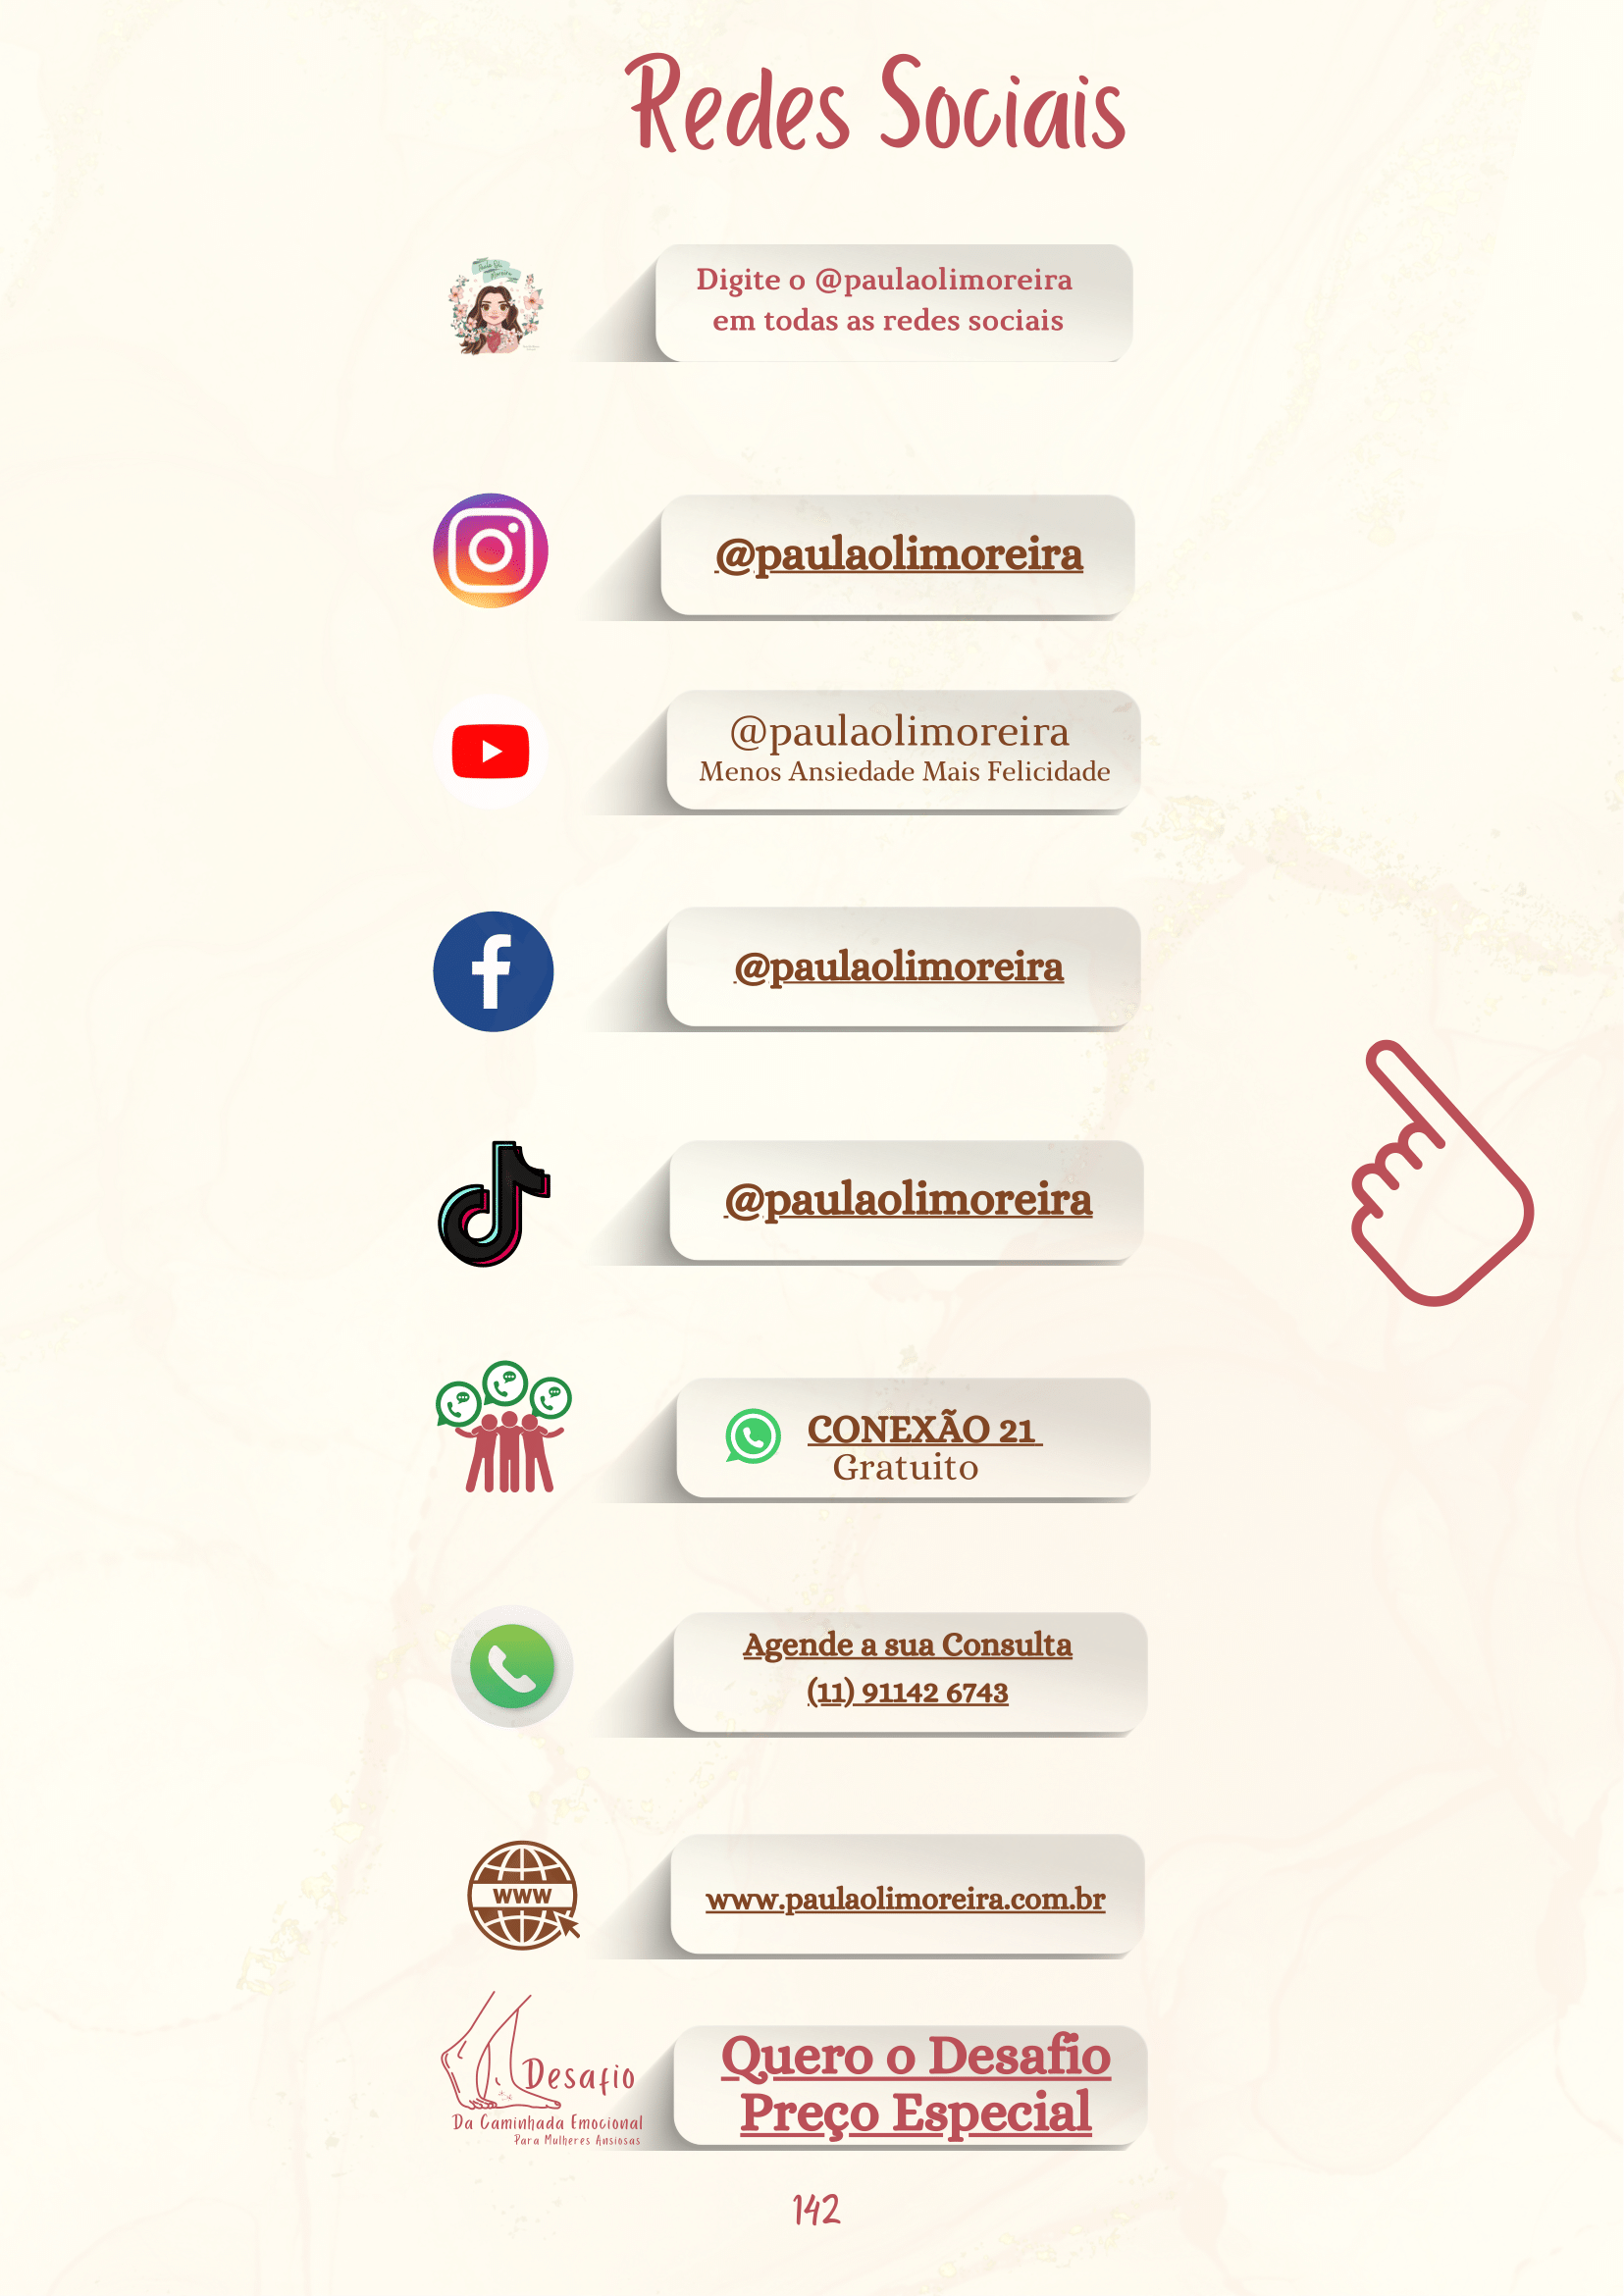 Redes Sociais
Digite o @paulaolimoreira
em todas as redes sociais
@paulaolimoreira
@paulaolimoreira
Menos Ansiedade Mais Felicidade
@paulaolimoreira
@paulaolimoreira
CONEXÃO 21
Gratuito
Agende a sua Consulta
(11) 91142 6743
www
www.paulaolimoreira.com.br
Desafio
Da Caminhada Emocional
Para Mulheres Ansiosas
Quero o Desafio
Preço Especial
142